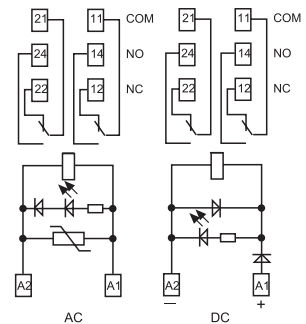 21 11 COM 21 11 COM
24 14 NO 24 14 NO
22 12 NC 22 12 NC
A2 A1 A2 A1
− +
AC DC